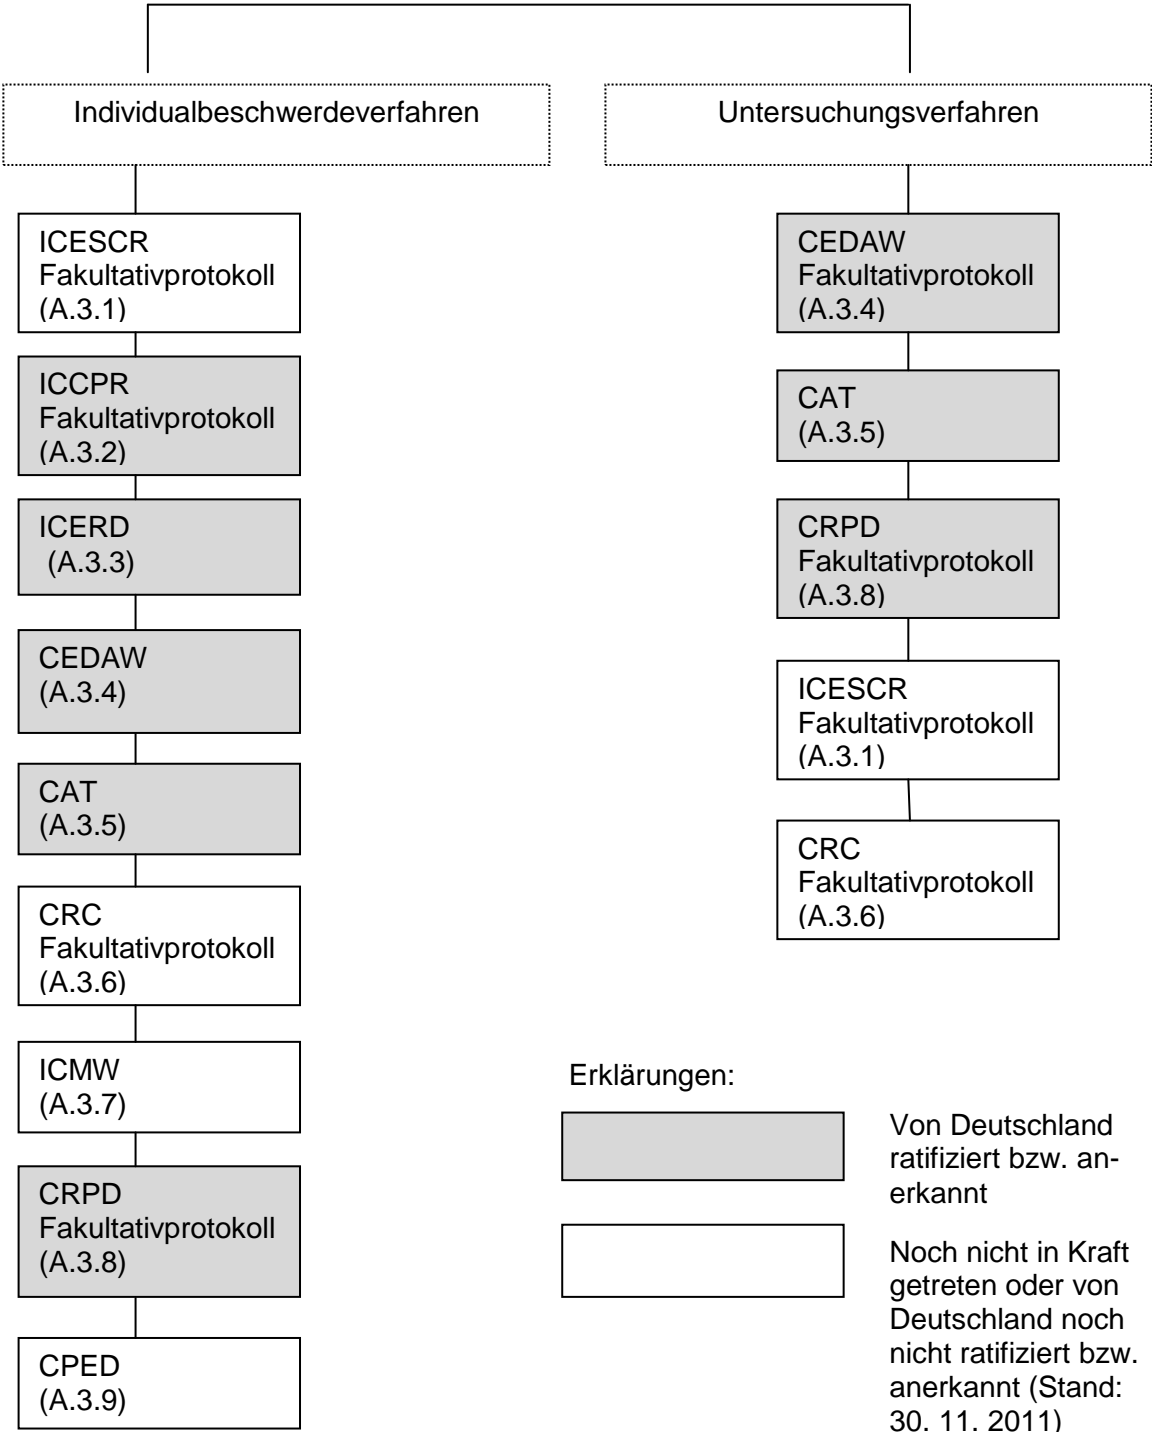 Individualbeschwerdeverfahren
ICESCR
Fakultativprotokoll
(A.3.1)
ICCPR
Fakultativprotokoll
(A.3.2)
ICERD
(A.3.3)
CEDAW
(A.3.4)
CAT
(A.3.5)
CRC
Fakultativprotokoll
(A.3.6)
ICMW
(A.3.7)
CRPD
Fakultativprotokoll
(A.3.8)
CPED
(A.3.9)
Untersuchungsverfahren
CEDAW
Fakultativprotokoll
(A.3.4)
CAT
(A.3.5)
CRPD
Fakultativprotokoll
(A.3.8)
ICESCR
Fakultativprotokoll
(A.3.1)
CRC
Fakultativprotokoll
(A.3.6)
Erklärungen:
Von Deutschland
ratifiziert bzw. an-
erkannt
Noch nicht in Kraft
getreten oder von
Deutschland noch
nicht ratifiziert bzw.
anerkannt (Stand:
30. 11. 2011)